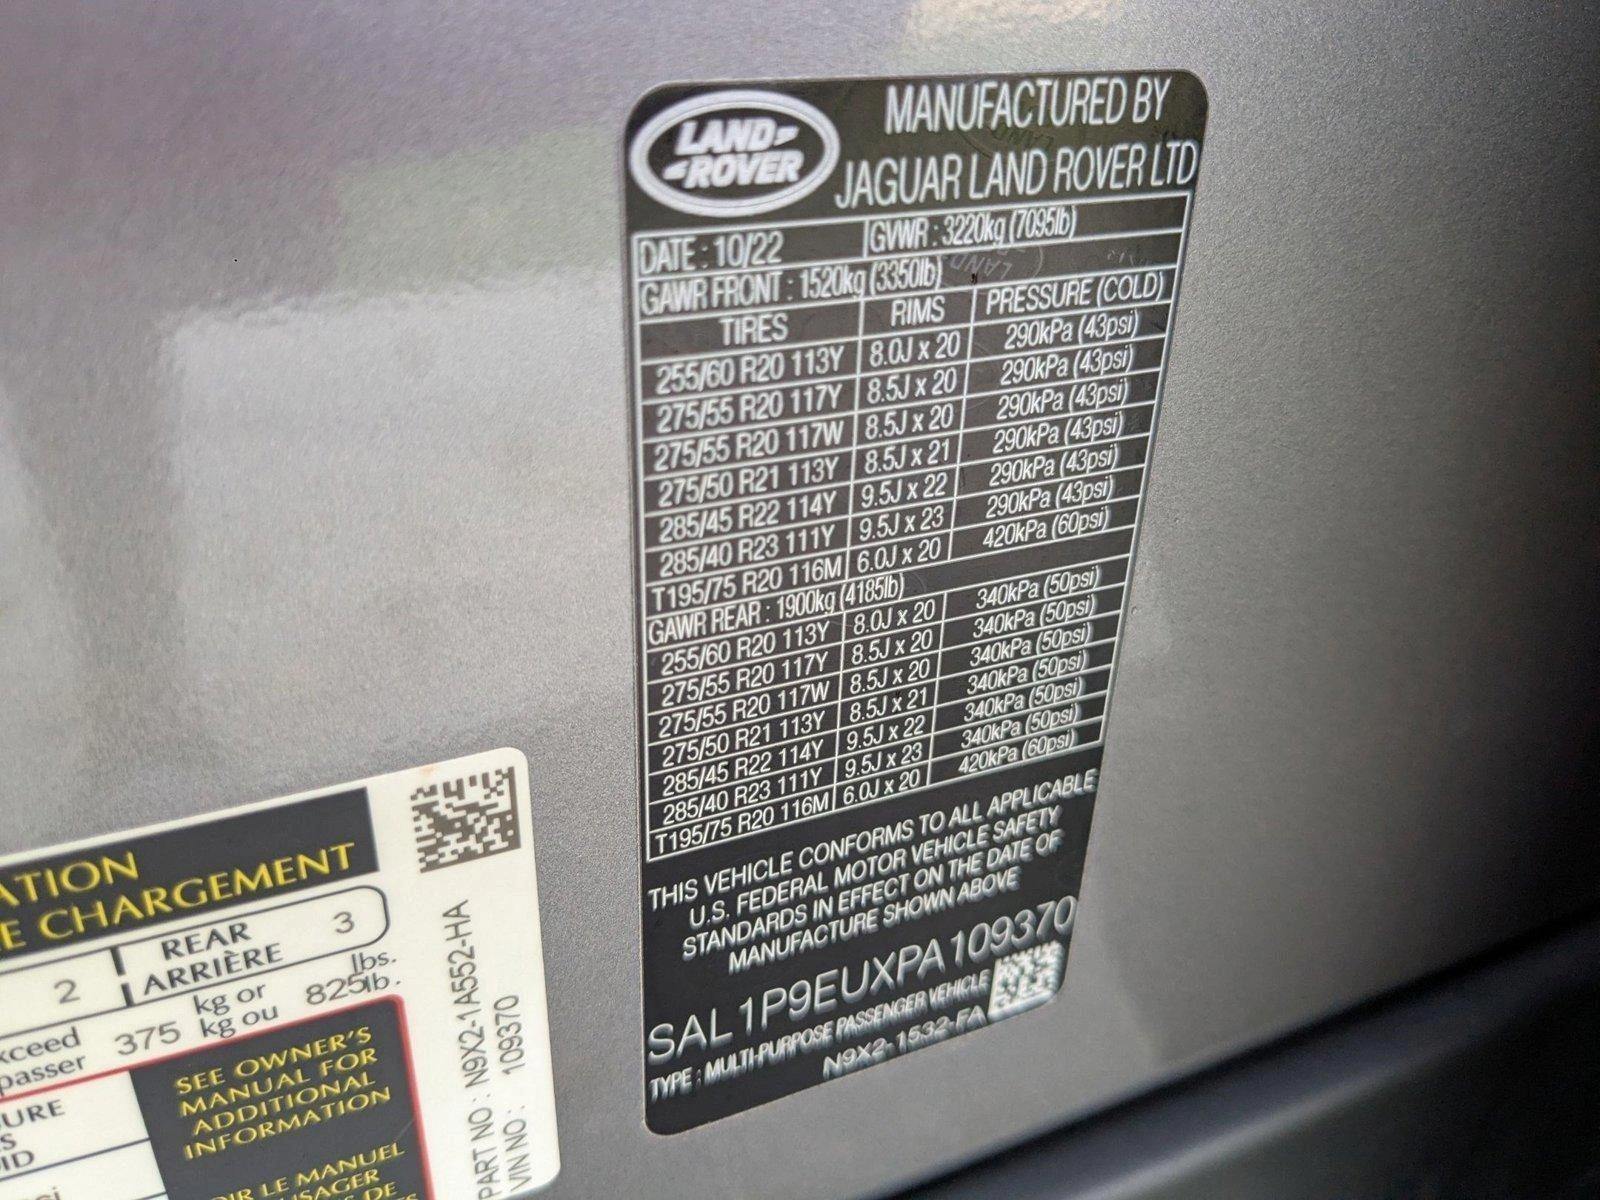 LAND-
-ROVER
MANUFACTURED BY
JAGUAR LAND ROVER LTD
DATE : 10/22 GVWR : 3220kg (7095lb)
GAWR FRONT : 1520kg (3350lb)
TIRES RIMS PRESSURE (COLD)
255/60 R20 113Y 8.0J x 20 290kPa (43psi)
275/55 R20 117Y 8.5J x 20 290kPa (43psi)
275/55 R20 117W 8.5J x 20 290kPa (43psi)
275/50 R21 113Y 8.5J x 21 290kPa (43psi)
285/45 R22 114Y 9.5J x 22 290kPa (43psi)
285/40 R23 111Y 9.5J x 23 290kPa (43psi)
T195/75 R20 116M 6.0J x 20 420kPa (60psi)
GAWR REAR : 1900kg (4185lb)
255/60 R20 113Y 8.0J x 20 340kPa (50psi)
275/55 R20 117Y 8.5J x 20 340kPa (50psi)
275/55 R20 117W 8.5J x 20 340kPa (50psi)
275/50 R21 113Y 8.5J x 21 340kPa (50psi)
285/45 R22 114Y 9.5J x 22 340kPa (50psi)
285/40 R23 111Y 9.5J x 23 340kPa (50psi)
T195/75 R20 116M 6.0J x 20 420kPa (60psi)
THIS VEHICLE CONFORMS TO ALL APPLICABLE
U.S. FEDERAL MOTOR VEHICLE SAFETY
STANDARDS IN EFFECT ON THE DATE OF
MANUFACTURE SHOWN ABOVE
SAL1P9EUXPA109370
TYPE : MULTI-PURPOSE PASSENGER VEHICLE
N9X2-1532-FA
ATION
E CHARGEMENT
2 REAR 3
ARRIÈRE
xceed 375 kg or 825 lbs.
passer kg ou lb.
URE
S
ID
SEE OWNER'S
MANUAL FOR
ADDITIONAL
INFORMATION
OIR LE MANUEL
USAGER
DE
PART NO : N9X2-1A552-HA
VIN NO : 109370